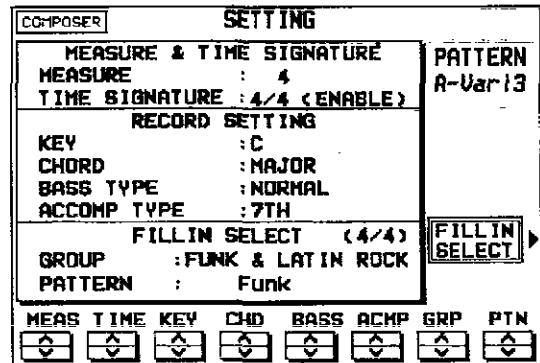 COMPOSER SETTING
MEASURE & TIME SIGNATURE
MEASURE : 4
TIME SIGNATURE : 4/4 (ENABLE)
RECORD SETTING
KEY :C
CHORD :MAJOR
BASS TYPE :NORMAL
ACCOMP TYPE :7TH
FILLIN SELECT (4/4)
GROUP :FUNK & LATIN ROCK
PATTERN : Funk
PATTERN
A-Var!3
FILLIN
SELECT
MEAS TIME KEY CHD BASS ACMP GRP PTN